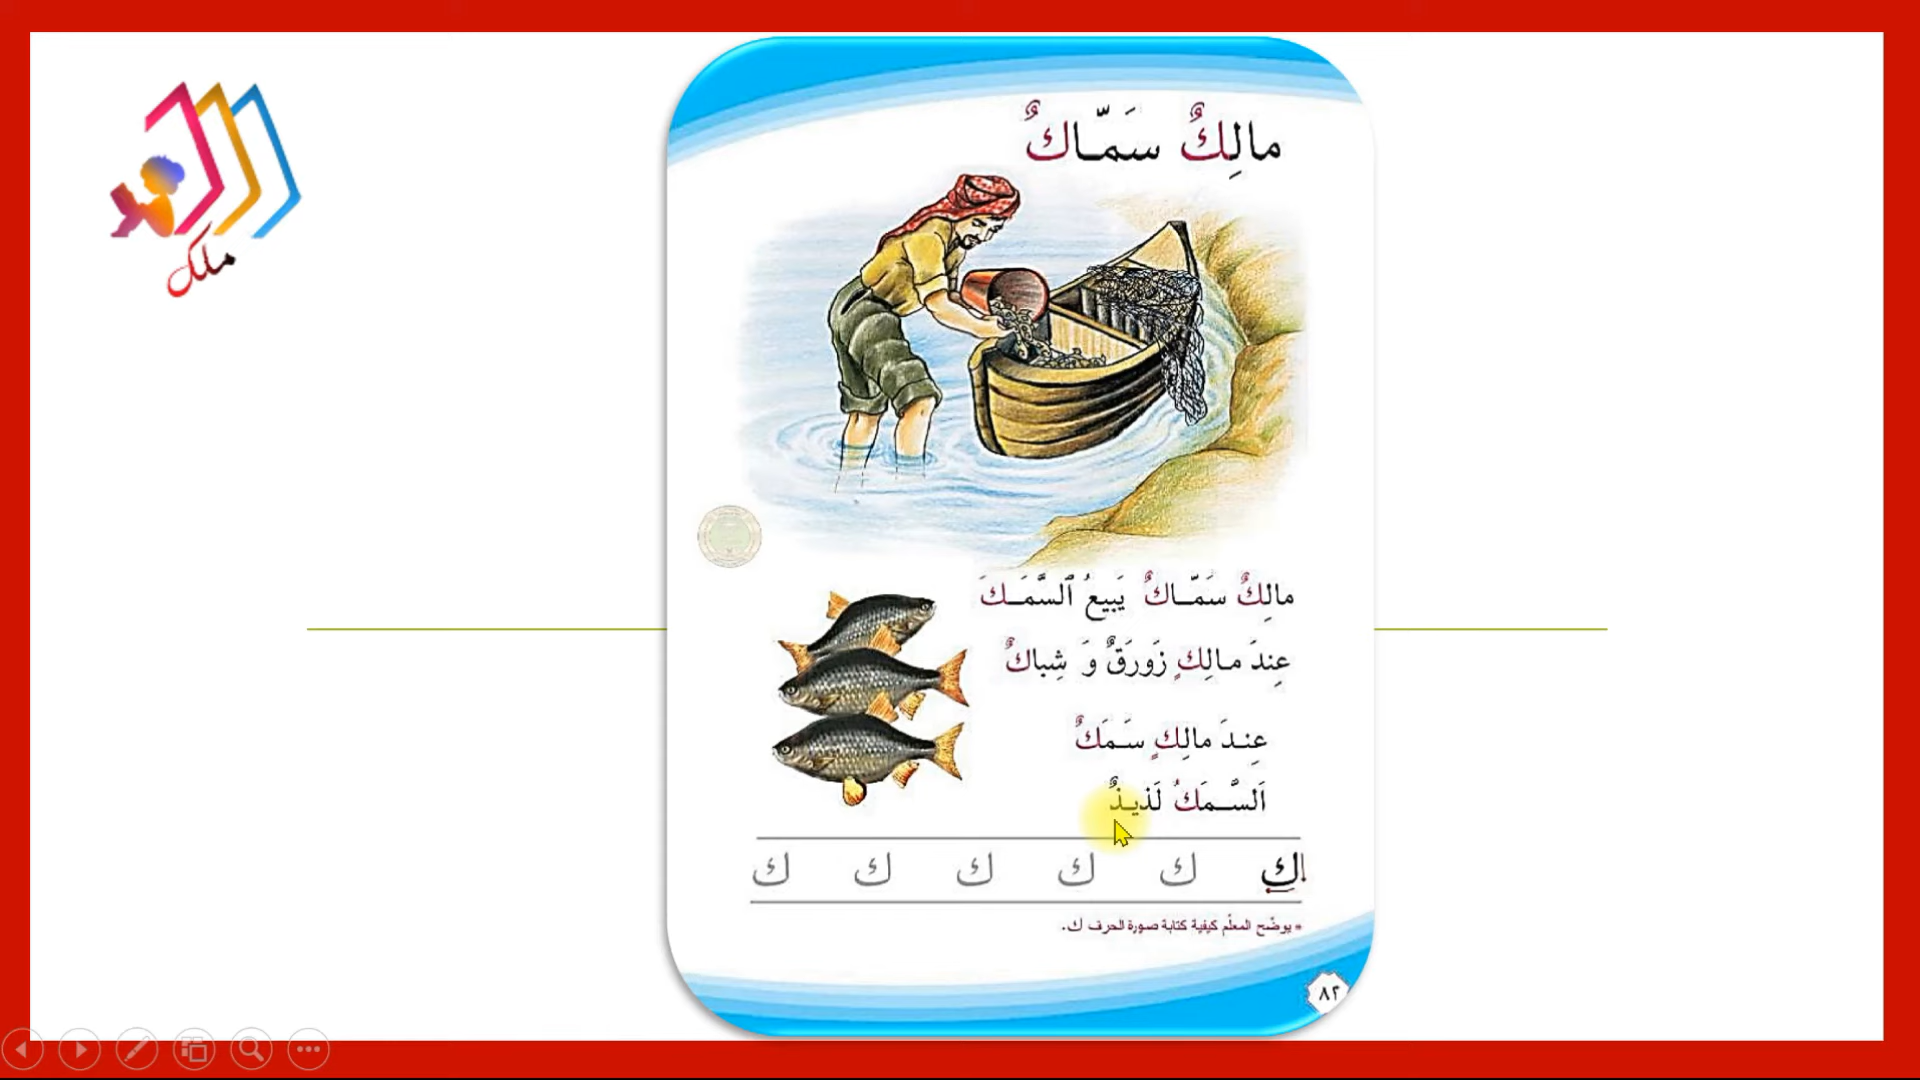 ملك
مالِكٌ سَمّاكٌ
مالِكٌ سَمّاكٌ يَبيعُ ٱلسَّمَكَ
عِندَ مالِكٍ زَورَقٌ وَ شِباكٌ
عِندَ مالِكٍ سَمَكٌ
اَلسَّمَكُ لَذيذٌ
ك ك ك ك ك ك
* يوضّح المعلّم كيفية كتابة صورة الحرف ك.
٨٢